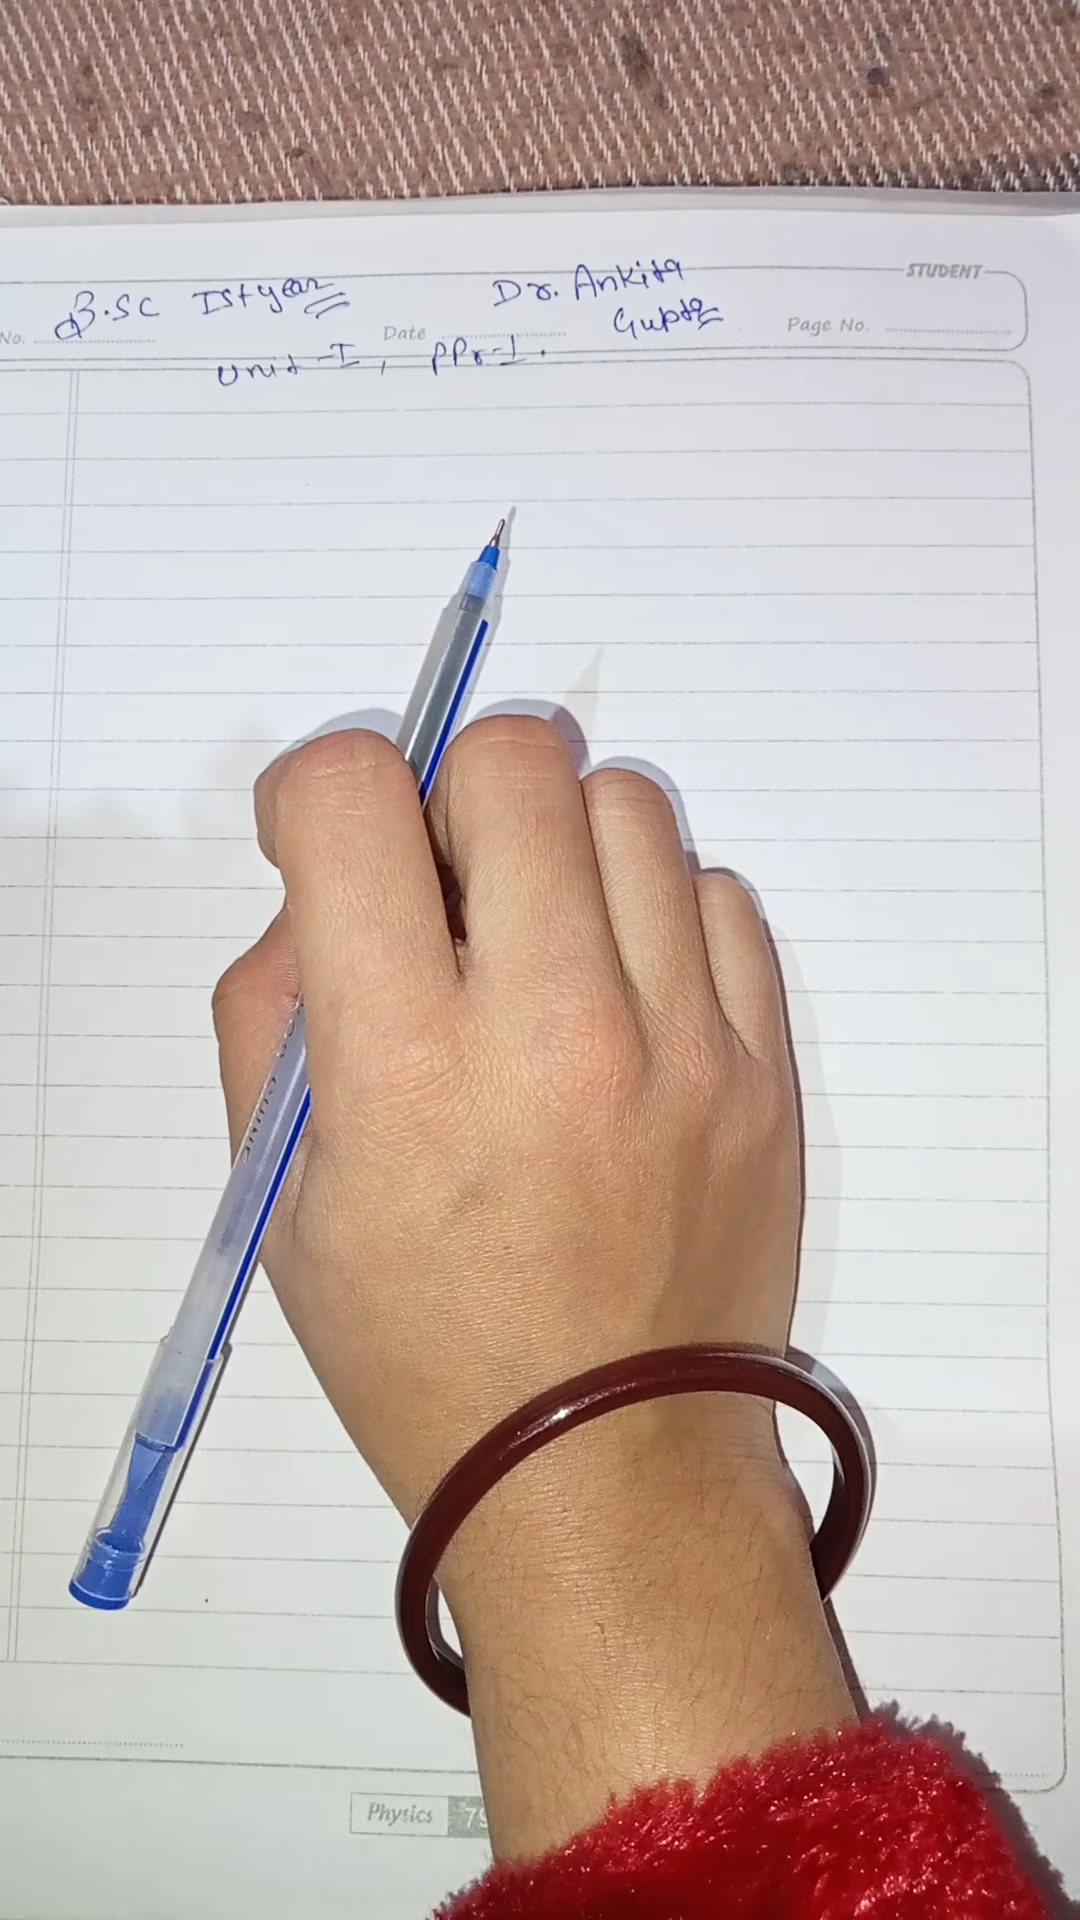 STUDENT
B.SC Ist year Dr. Ankita
Gupta
No. Date Page No.
Unit-I, PPr-I.
Physics